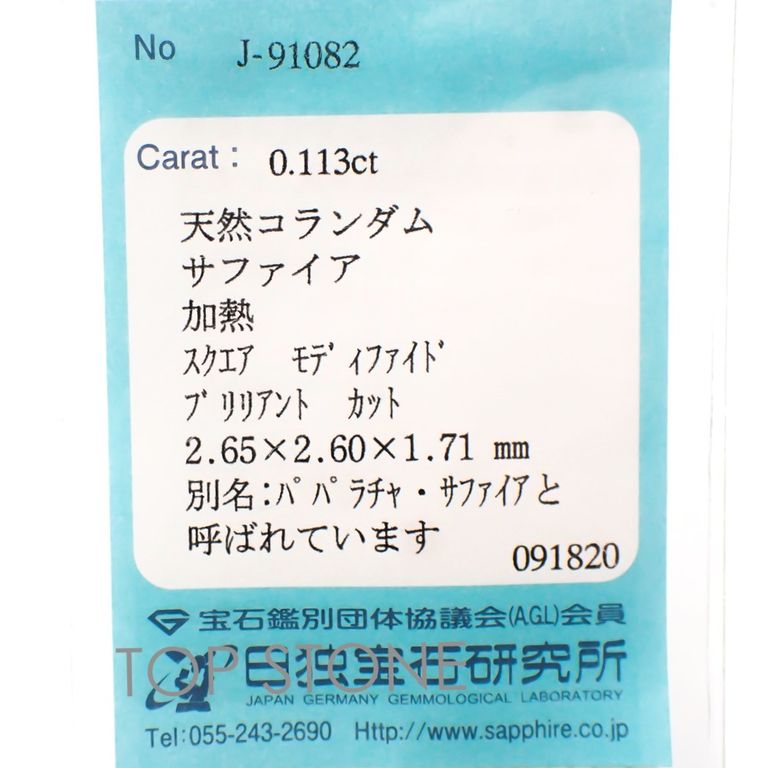 No J-91082
Carat: 0.113ct
天然コランダム
サファイア
加熱
ｽｸｴｱ ﾓﾃﾞｨﾌｧｲﾄﾞ
ﾌﾞﾘﾘｱﾝﾄ ｶｯﾄ
2.65×2.60×1.71 mm
別名:ﾊﾟﾊﾟﾗﾁｬ・ｻﾌｧｲｱと
呼ばれています
091820
宝石鑑別団体協議会(A.G.L)会員
TOP STONE
日独宝石研究所
JAPAN GERMANY GEMMOLOGICAL LABORATORY
Tel:055-243-2690 Http://www.sapphire.co.jp